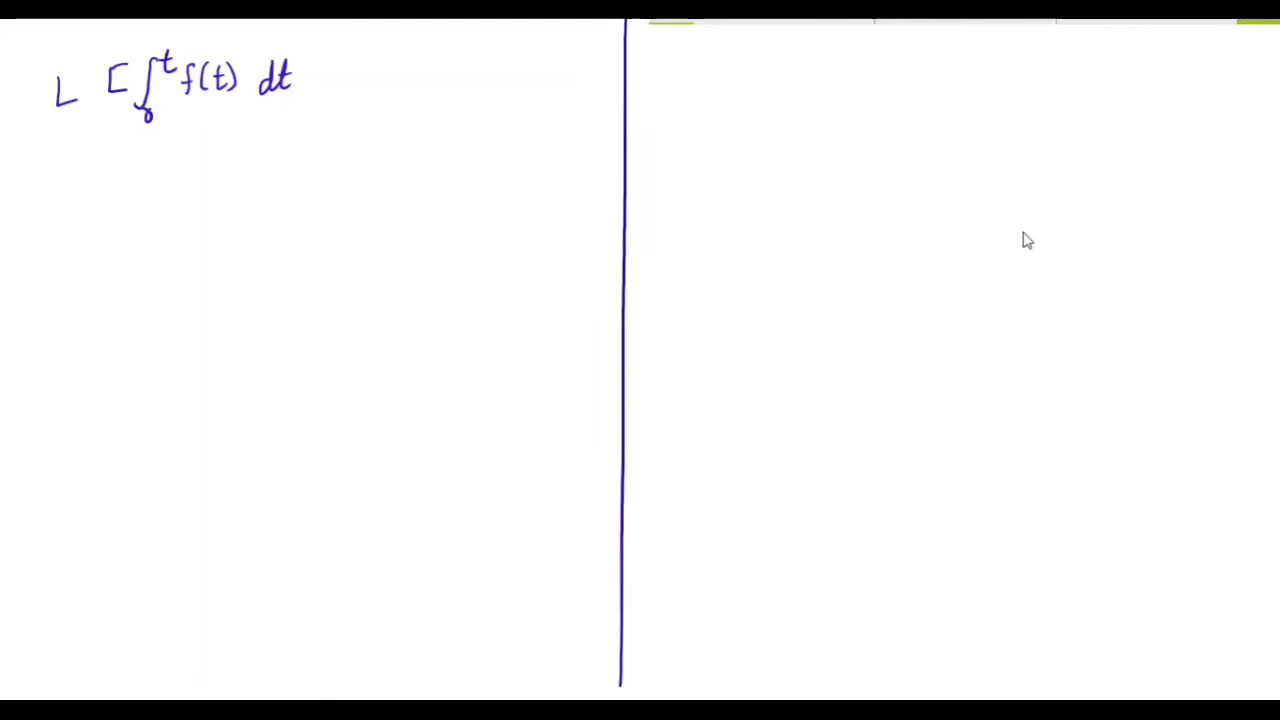 L [∫₀ᵗ f(t) dt